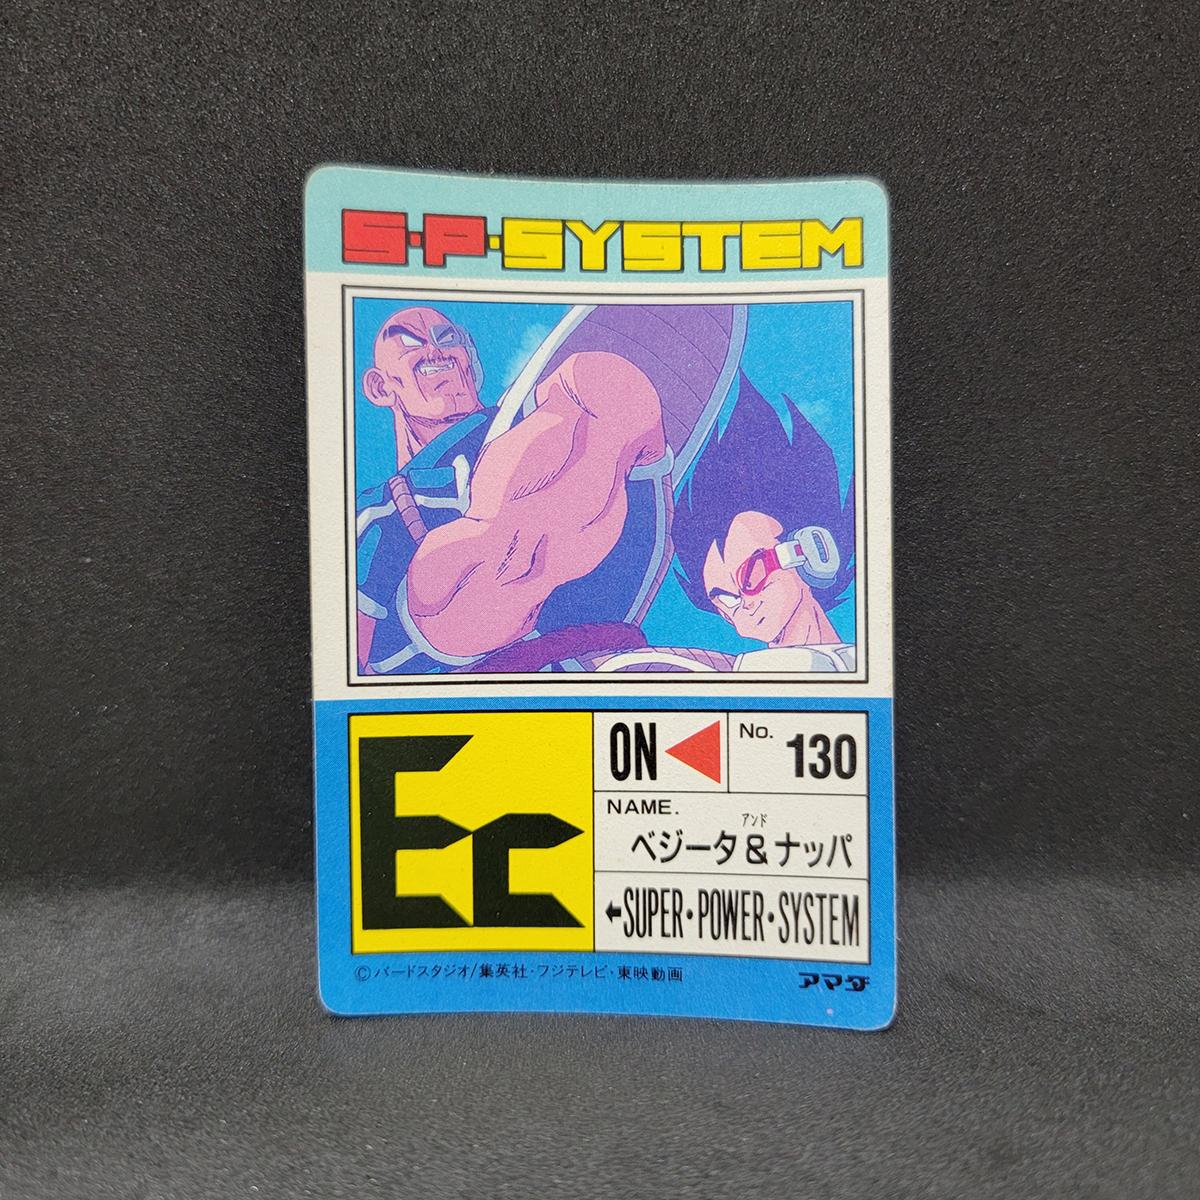 S·P·SYSTEM
Ec
ON
No. 130
NAME.
アンド
ベジータ&ナッパ
←SUPER・POWER・SYSTEM
©バードスタジオ/集英社・フジテレビ・東映動画
アマダ